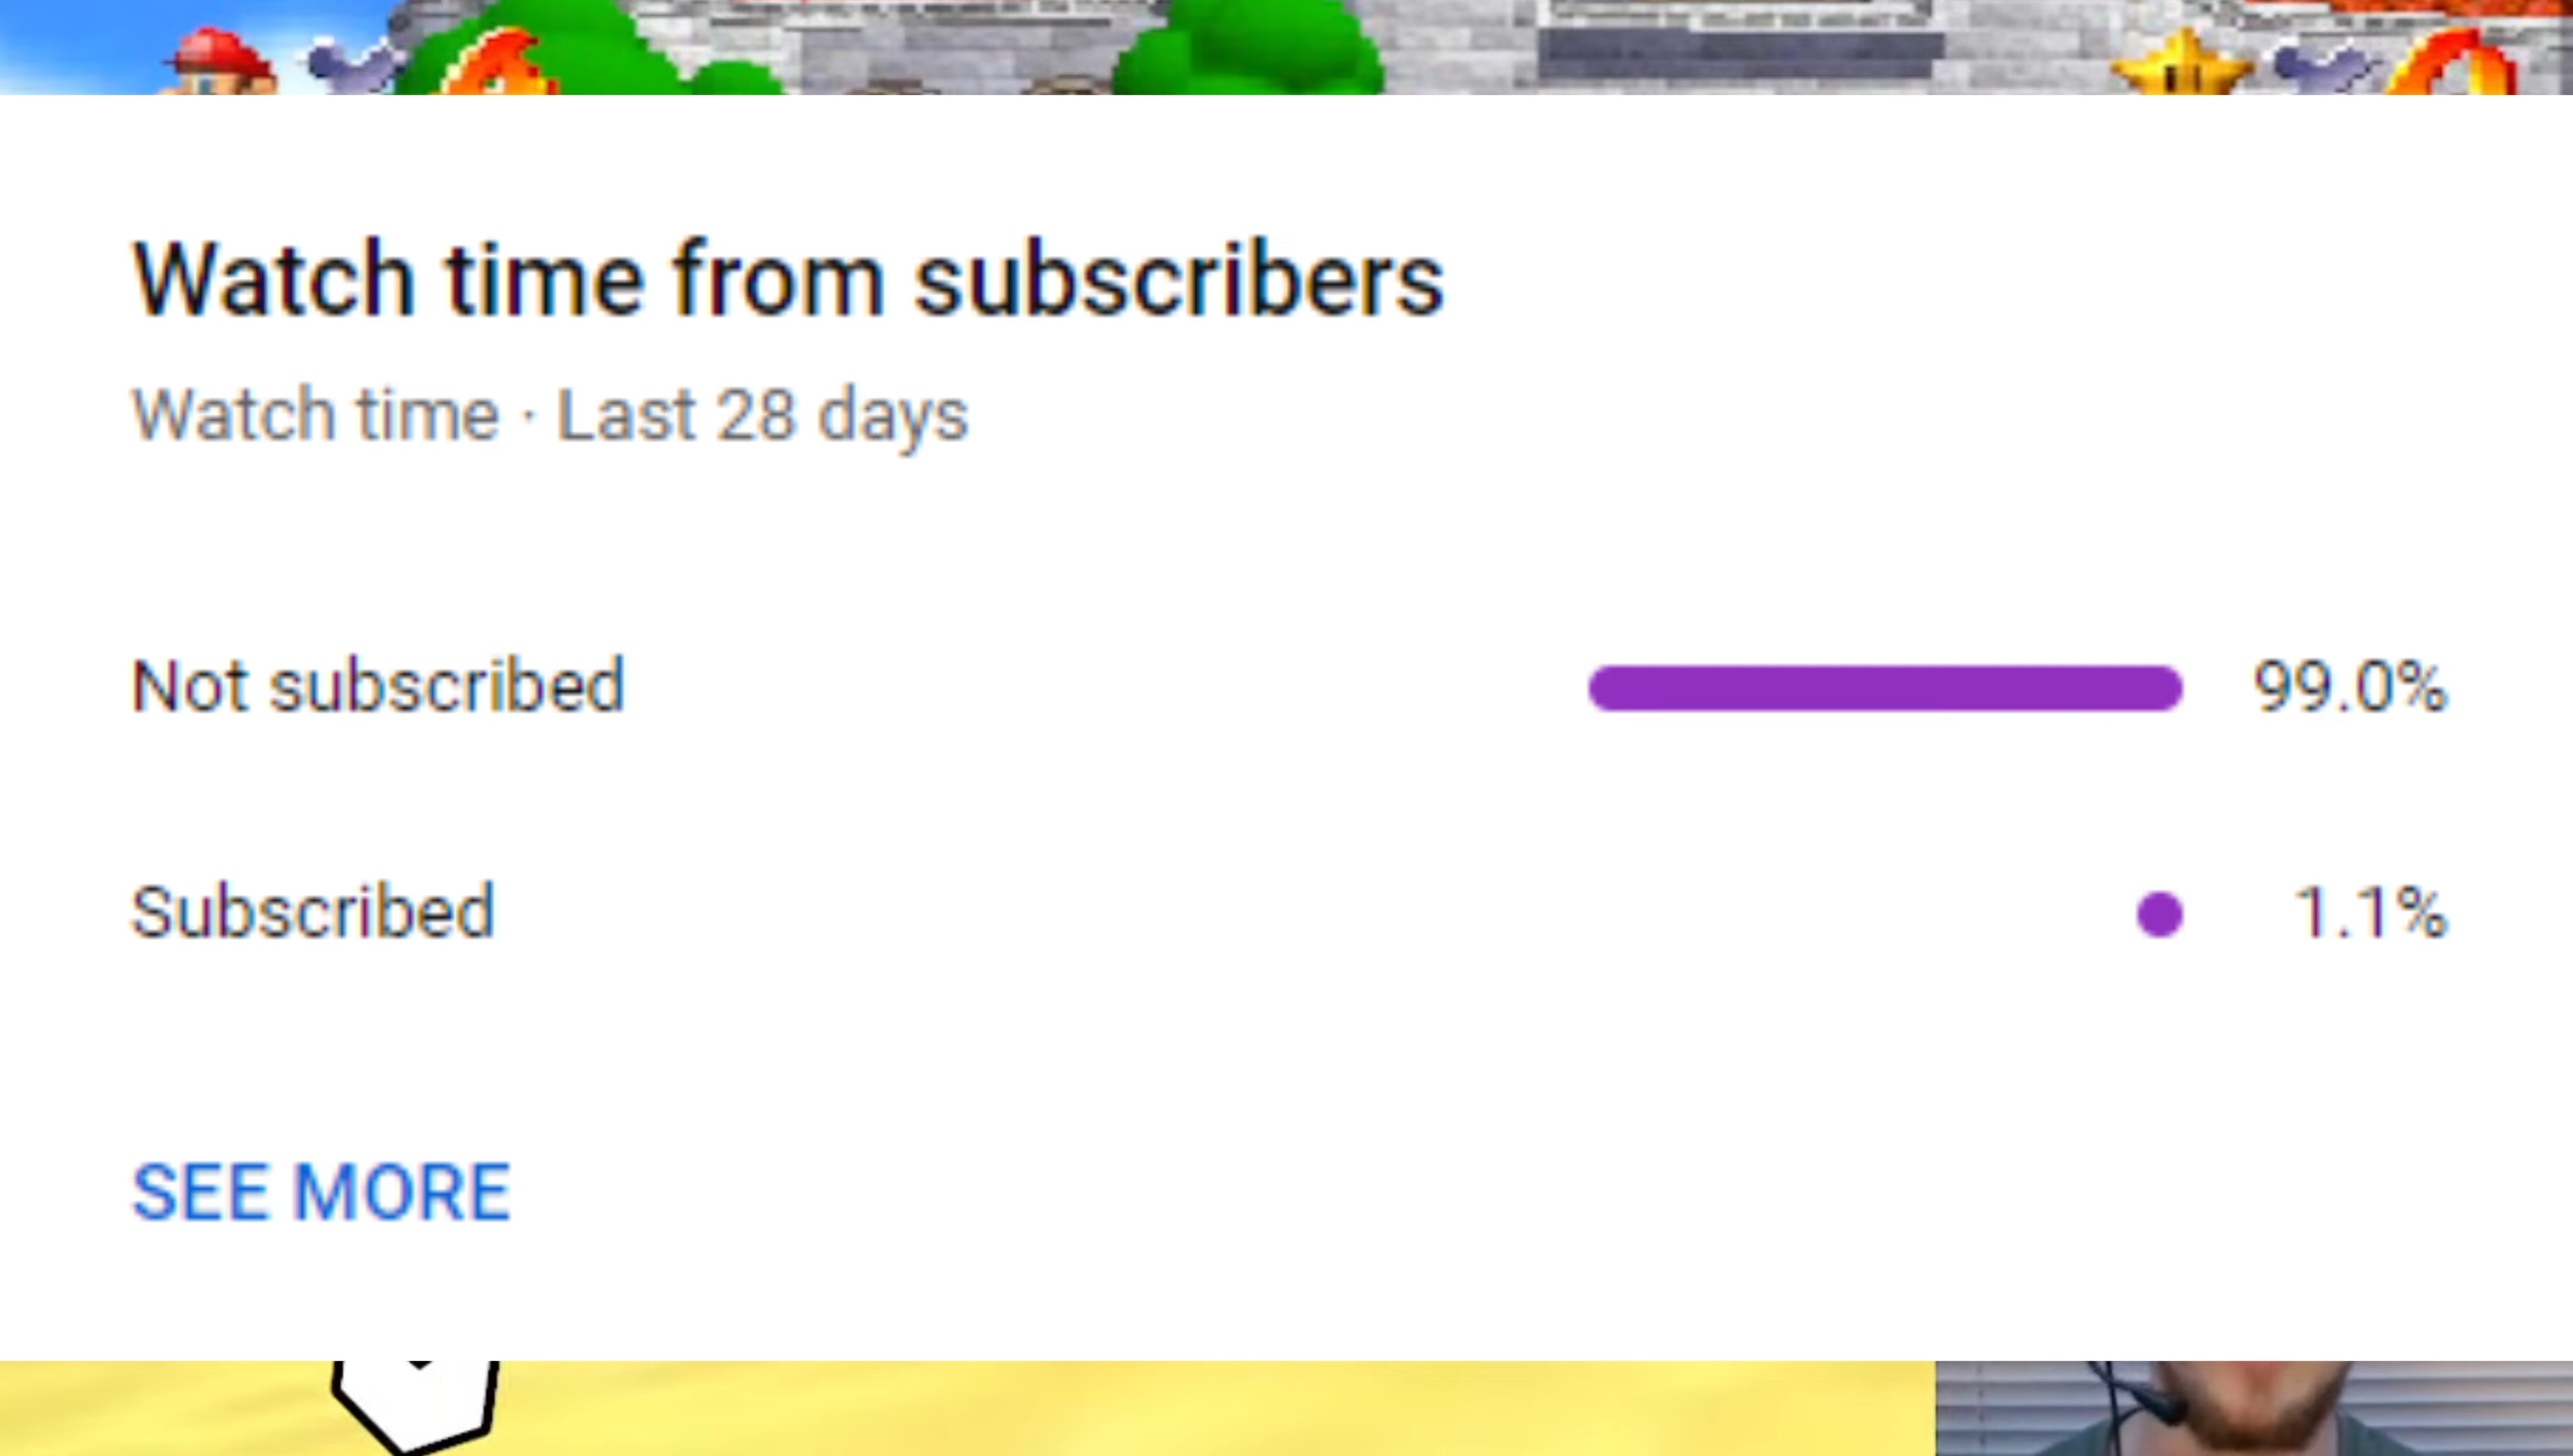 Watch time from subscribers
Watch time · Last 28 days
Not subscribed 99.0%
Subscribed 1.1%
SEE MORE